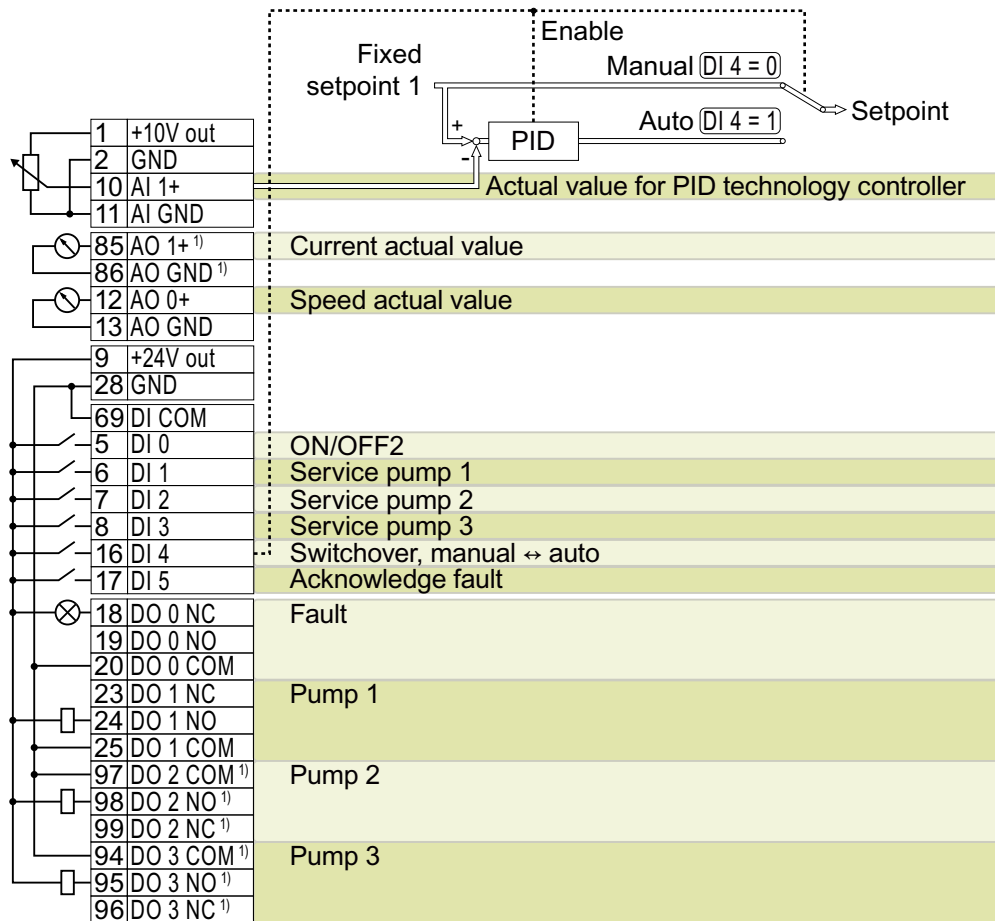 Enable
Fixed
setpoint 1
Manual DI 4 = 0
Setpoint
Auto DI 4 = 1
+
PID
-
1 +10V out
2 GND
10 AI 1+ Actual value for PID technology controller
11 AI GND
85 AO 1+ 1) Current actual value
86 AO GND 1)
12 AO 0+ Speed actual value
13 AO GND
9 +24V out
28 GND
69 DI COM
5 DI 0 ON/OFF2
6 DI 1 Service pump 1
7 DI 2 Service pump 2
8 DI 3 Service pump 3
16 DI 4 Switchover, manual ↔ auto
17 DI 5 Acknowledge fault
18 DO 0 NC Fault
19 DO 0 NO
20 DO 0 COM
23 DO 1 NC Pump 1
24 DO 1 NO
25 DO 1 COM
97 DO 2 COM 1) Pump 2
98 DO 2 NO 1)
99 DO 2 NC 1)
94 DO 3 COM 1) Pump 3
95 DO 3 NO 1)
96 DO 3 NC 1)